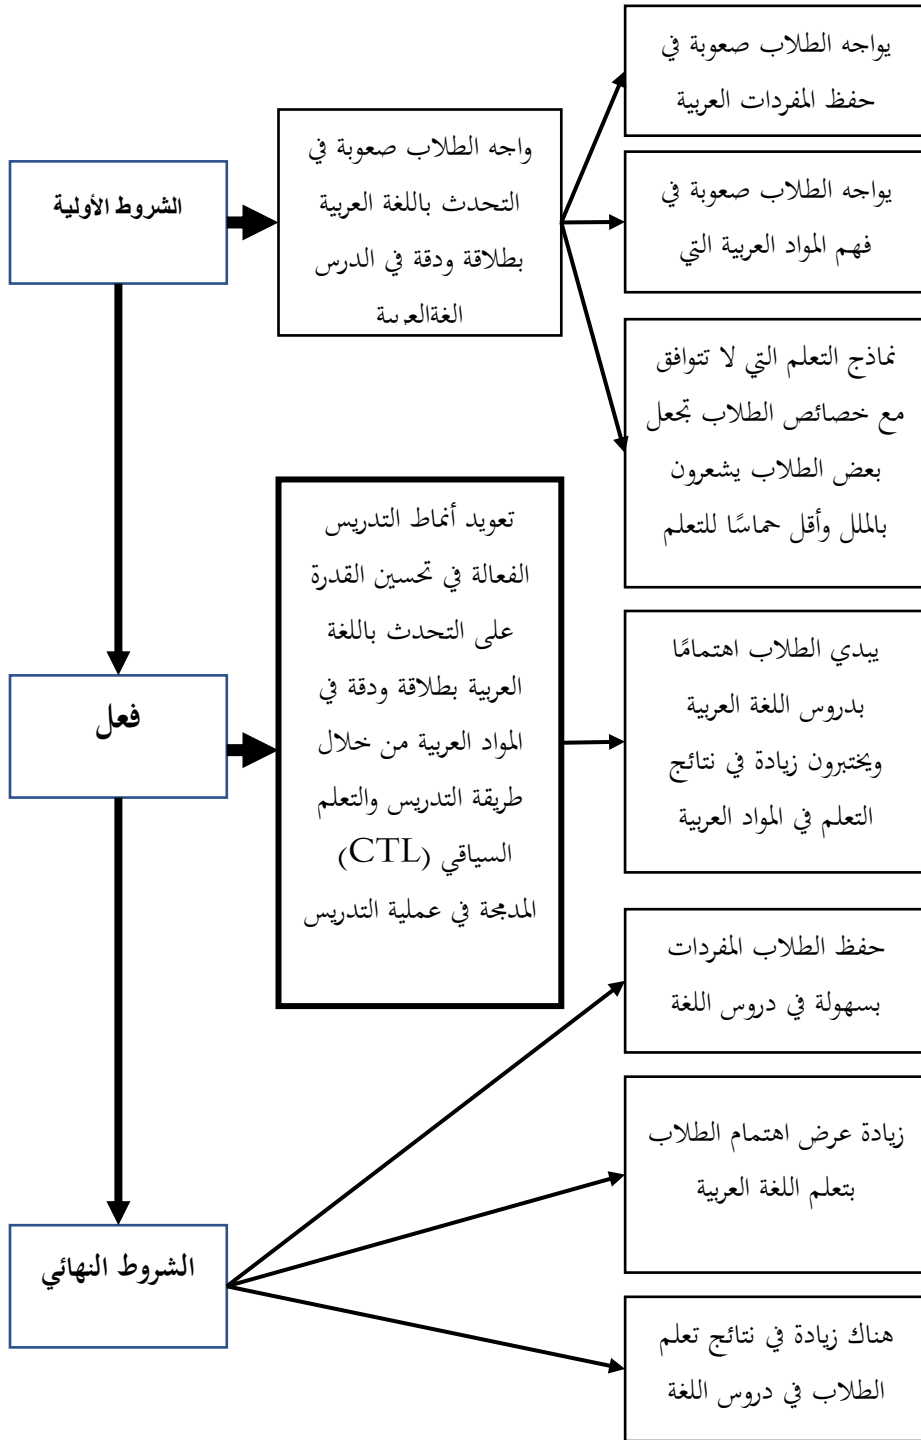 يواجه الطلاب صعوبة في
حفظ المفردات العربية
واجه الطلاب صعوبة في
التحدث باللغة العربية
بطلاقة ودقة في الدرس
الغةالعربية
الشروط الأولية
يواجه الطلاب صعوبة في
فهم المواد العربية التي
نماذج التعلم التي لا تتوافق
مع خصائص الطلاب تجعل
بعض الطلاب يشعرون
بالملل وأقل حماسًا للتعلم
تعويد أنماط التدريس
الفعالة في تحسين القدرة
على التحدث باللغة
العربية بطلاقة ودقة في
المواد العربية من خلال
طريقة التدريس والتعلم
السياقي (CTL)
المدمجة في عملية التدريس
فعل
يبدي الطلاب اهتمامًا
بدروس اللغة العربية
ويختبرون زيادة في نتائج
التعلم في المواد العربية
حفظ الطلاب المفردات
بسهولة في دروس اللغة
زيادة عرض اهتمام الطلاب
بتعلم اللغة العربية
الشروط النهائي
هناك زيادة في نتائج تعلم
الطلاب في دروس اللغة